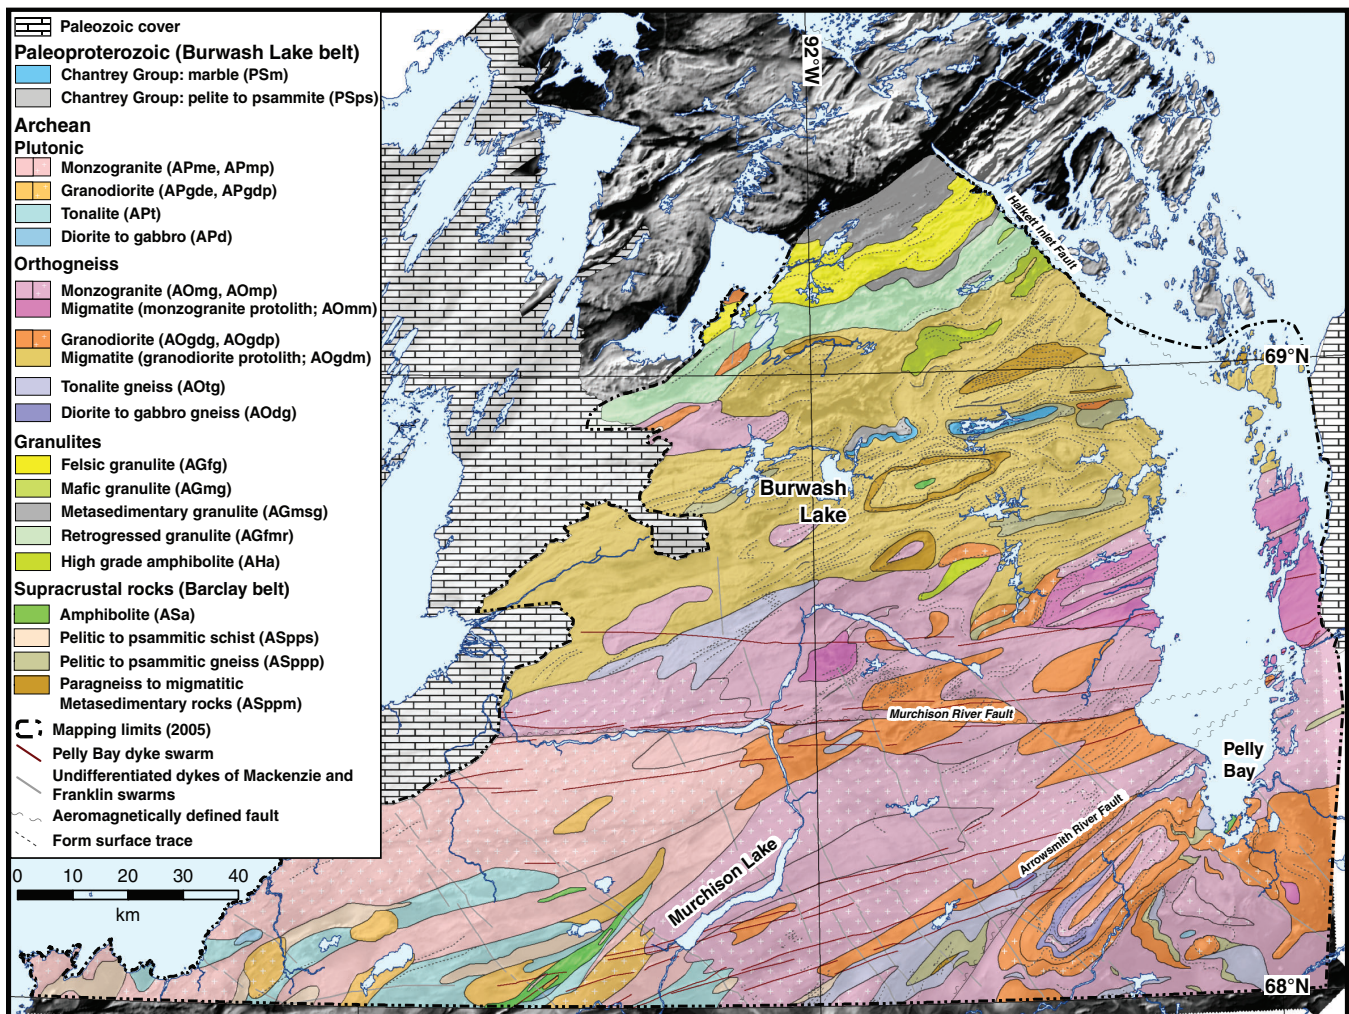 Paleozoic cover
Paleoproterozoic (Burwash Lake belt)
Chantrey Group: marble (PSm)
Chantrey Group: pelite to psammite (PSps)
Archean
Plutonic
Monzogranite (APme, APmp)
Granodiorite (APgde, APgdp)
Tonalite (APt)
Diorite to gabbro (APd)
Orthogneiss
Monzogranite (AOmg, AOmp)
Migmatite (monzogranite protolith; AOmm)
Granodiorite (AOgdg, AOgdp)
Migmatite (granodiorite protolith; AOgdm)
Tonalite gneiss (AOtg)
Diorite to gabbro gneiss (AOdg)
Granulites
Felsic granulite (AGfg)
Mafic granulite (AGmg)
Metasedimentary granulite (AGmsg)
Retrogressed granulite (AGfmr)
High grade amphibolite (AHa)
Supracrustal rocks (Barclay belt)
Amphibolite (ASa)
Pelitic to psammitic schist (ASpps)
Pelitic to psammitic gneiss (ASppp)
Paragneiss to migmatitic
Metasedimentary rocks (ASppm)
Mapping limits (2005)
Pelly Bay dyke swarm
Undifferentiated dykes of Mackenzie and
Franklin swarms
Aeromagnetically defined fault
Form surface trace
0 10 20 30 40
km
92°W
Halkett Inlet Fault
69°N
Burwash
Lake
Murchison River Fault
Pelly
Bay
Arrowsmith River Fault
Murchison Lake
68°N